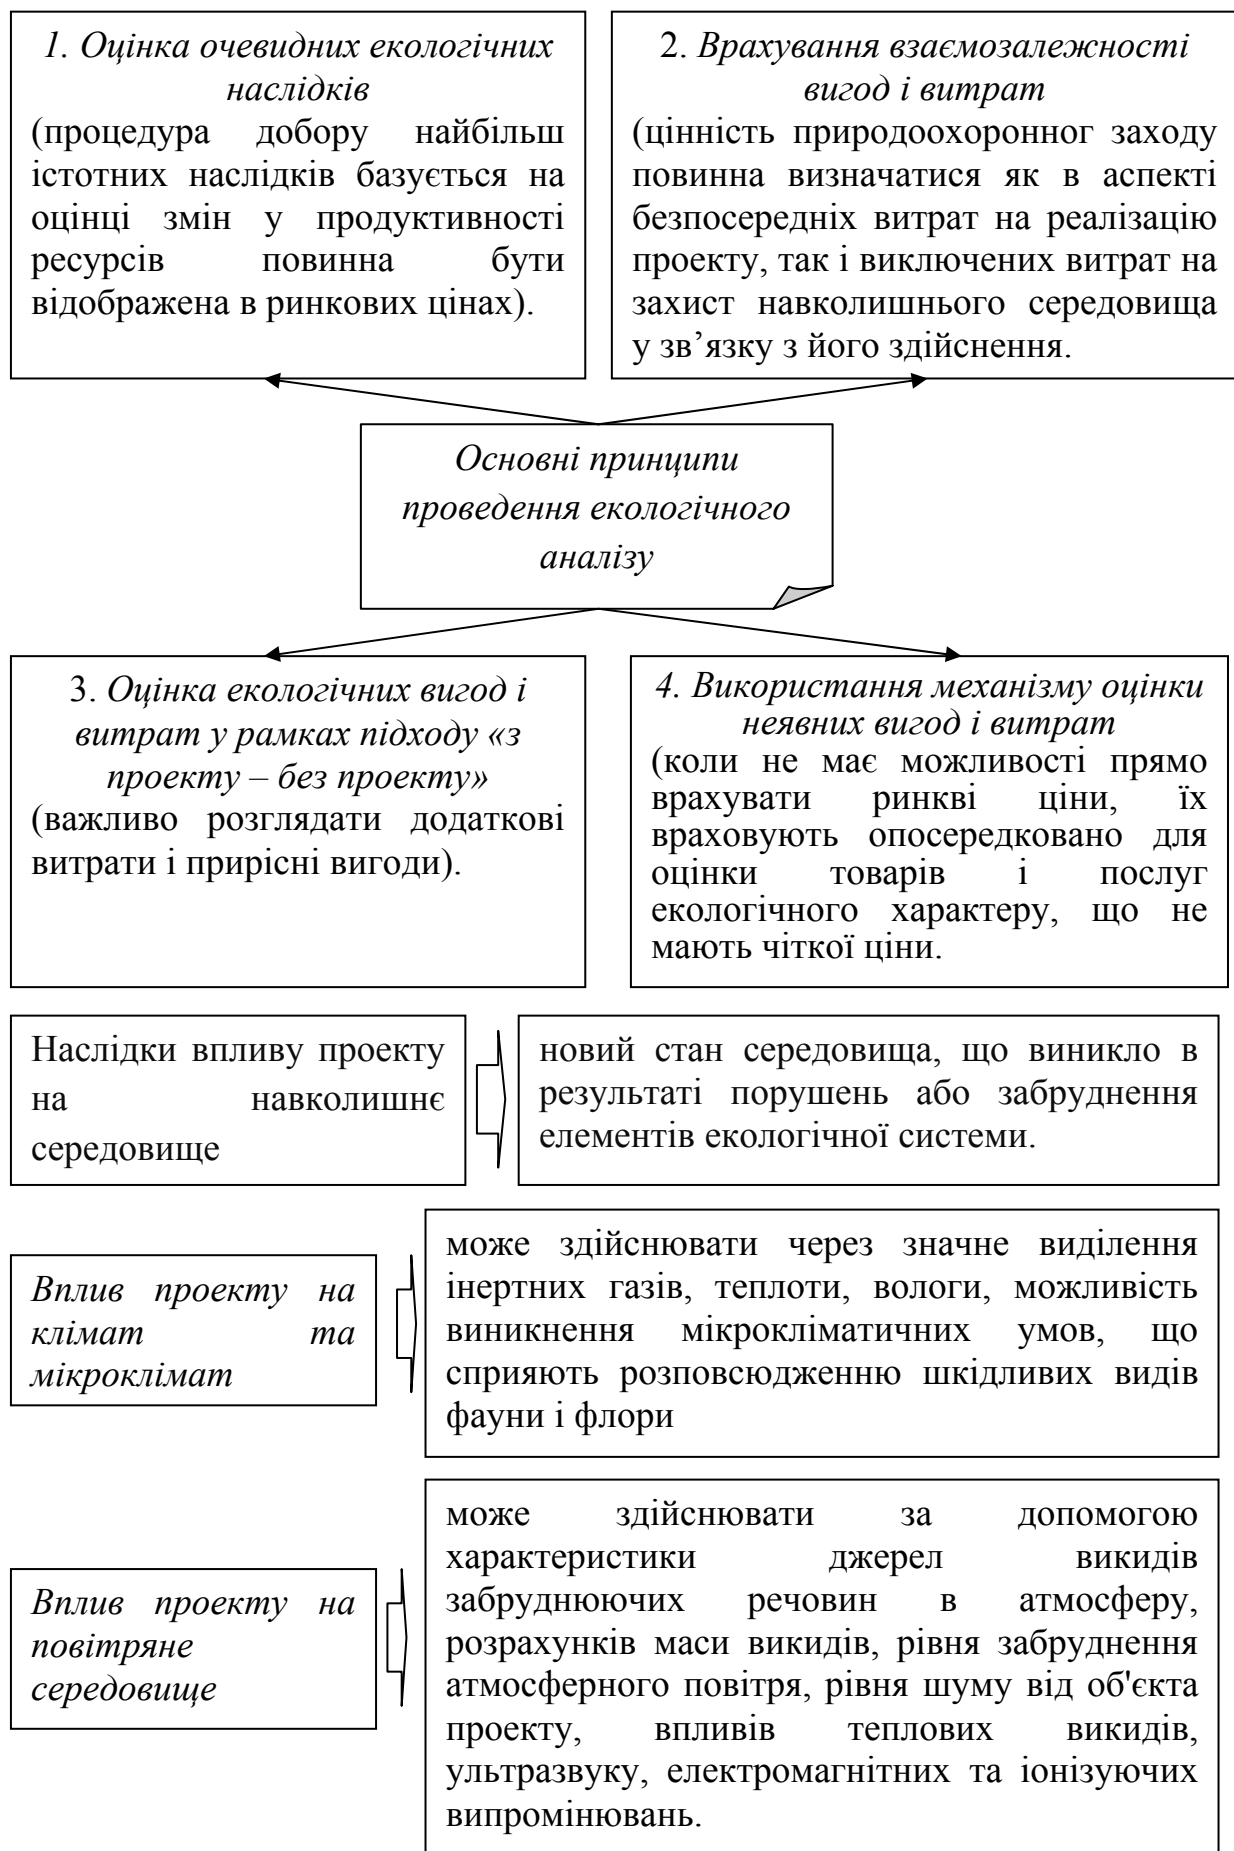 1. Оцінка очевидних екологічних
наслідків
(процедура добору найбільш
істотних наслідків базується на
оцінці змін у продуктивності
ресурсів повинна бути
відображена в ринкових цінах).
2. Врахування взаємозалежності
вигод і витрат
(цінність природоохоронног заходу
повинна визначатися як в аспекті
безпосередніх витрат на реалізацію
проекту, так і виключених витрат на
захист навколишнього середовища
у зв’язку з його здійснення.
Основні принципи
проведення екологічного
аналізу
3. Оцінка екологічних вигод і
витрат у рамках підходу «з
проекту – без проекту»
(важливо розглядати додаткові
витрати і прирісні вигоди).
4. Використання механізму оцінки
неявних вигод і витрат
(коли не має можливості прямо
врахувати ринкві ціни, їх
враховують опосередковано для
оцінки товарів і послуг
екологічного характеру, що не
мають чіткої ціни.
Наслідки впливу проекту
на навколишнє
середовище
новий стан середовища, що виникло в
результаті порушень або забруднення
елементів екологічної системи.
Вплив проекту на
клімат та
мікроклімат
може здійснювати через значне виділення
інертних газів, теплоти, вологи, можливість
виникнення мікрокліматичних умов, що
сприяють розповсюдженню шкідливих видів
фауни і флори
Вплив проекту на
повітряне
середовище
може здійснювати за допомогою
характеристики джерел викидів
забруднюючих речовин в атмосферу,
розрахунків маси викидів, рівня забруднення
атмосферного повітря, рівня шуму від об'єкта
проекту, впливів теплових викидів,
ультразвуку, електромагнітних та іонізуючих
випромінювань.